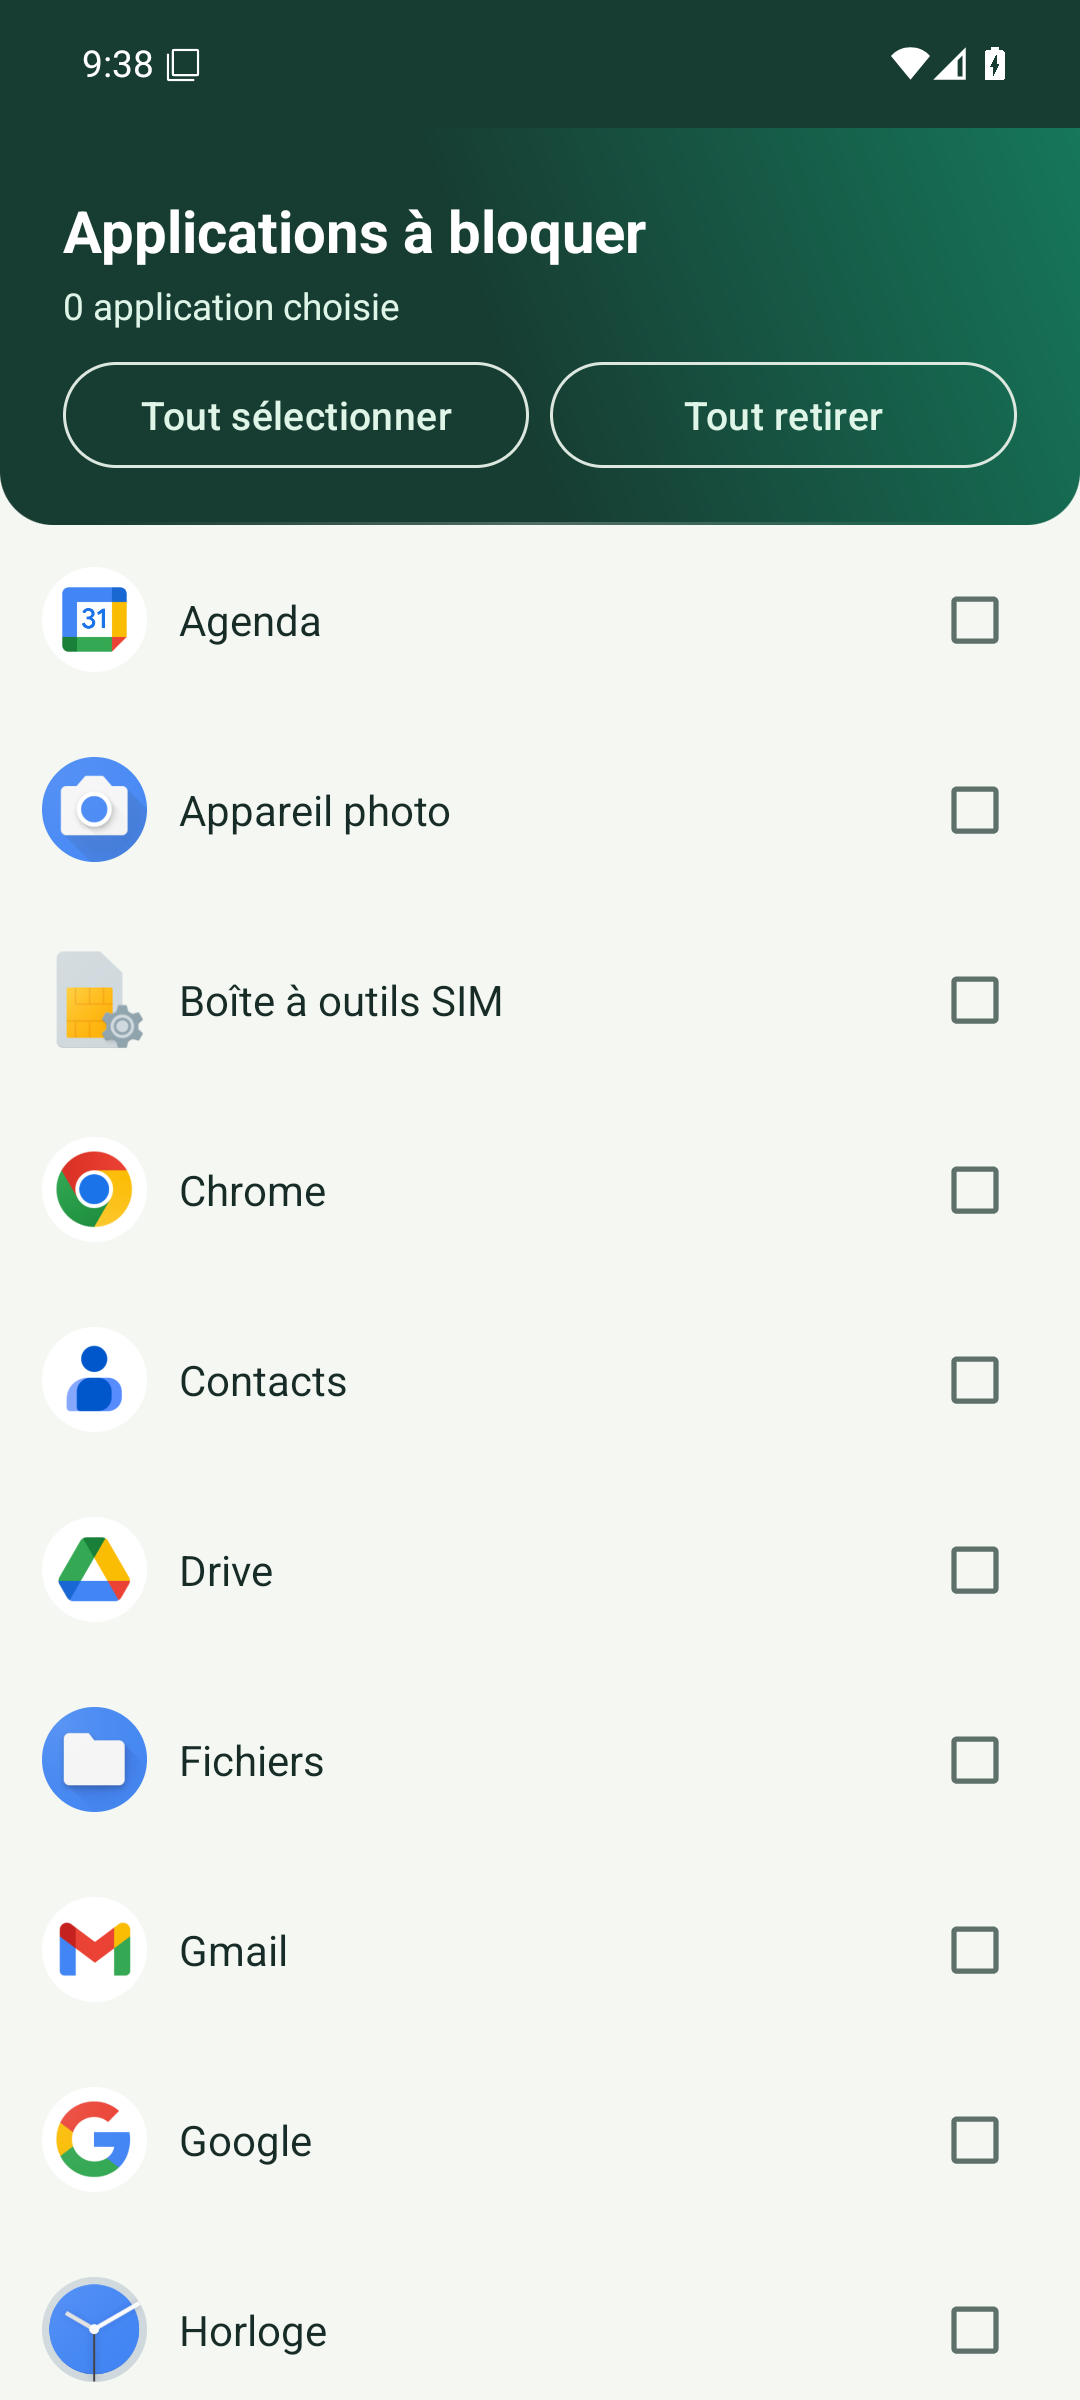 9:38
Applications à bloquer
0 application choisie
Tout sélectionner
Tout retirer
31
Agenda
Appareil photo
Boîte à outils SIM
Chrome
Contacts
Drive
Fichiers
Gmail
Google
Horloge